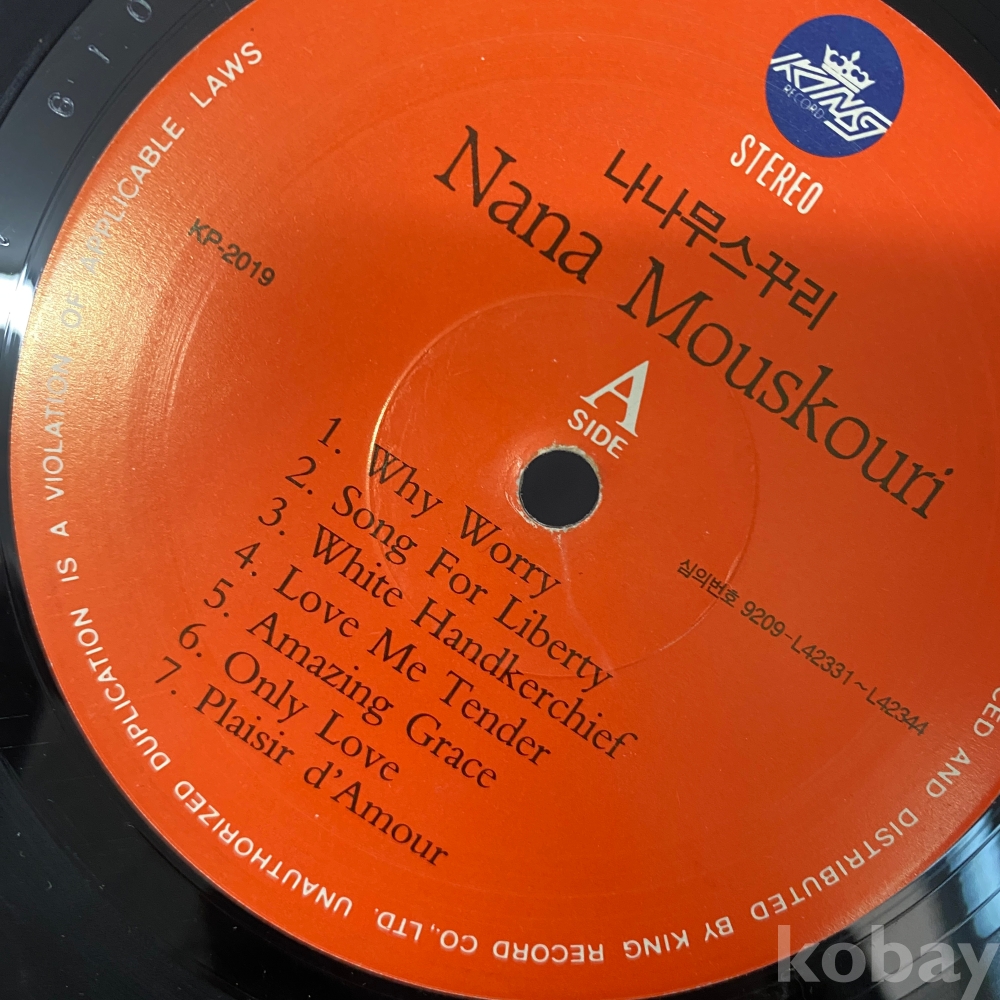 KING
RECORD
STEREO
나나무스꾸리
Nana Mouskouri
KP-2019
A
SIDE
심의번호 9209-L42331~L42344
1. Why Worry
2. Song For Liberty
3. White Handkerchief
4. Love Me Tender
5. Amazing Grace
6. Only Love
7. Plaisir d'Amour
AND DISTRIBUTED BY KING RECORD CO., LTD. UNAUTHORIZED DUPLICATION IS A VIOLATION OF APPLICABLE LAWS
kobay